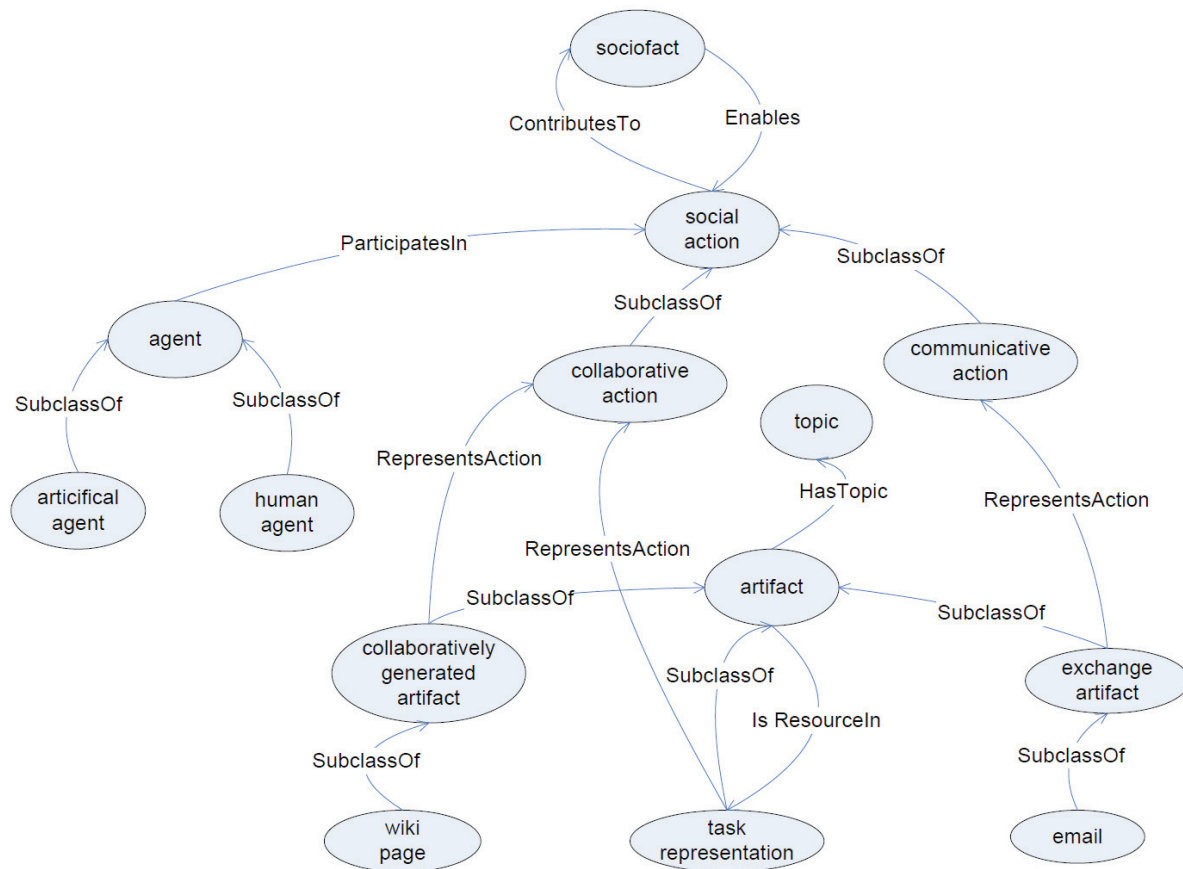 sociofact
ContributesTo
Enables
social
action
ParticipatesIn
SubclassOf
SubclassOf
agent
collaborative
action
communicative
action
SubclassOf
SubclassOf
topic
RepresentsAction
HasTopic
RepresentsAction
articifical
agent
human
agent
RepresentsAction
artifact
SubclassOf
SubclassOf
collaboratively
generated
artifact
SubclassOf
exchange
artifact
Is ResourceIn
SubclassOf
SubclassOf
wiki
page
task
representation
email